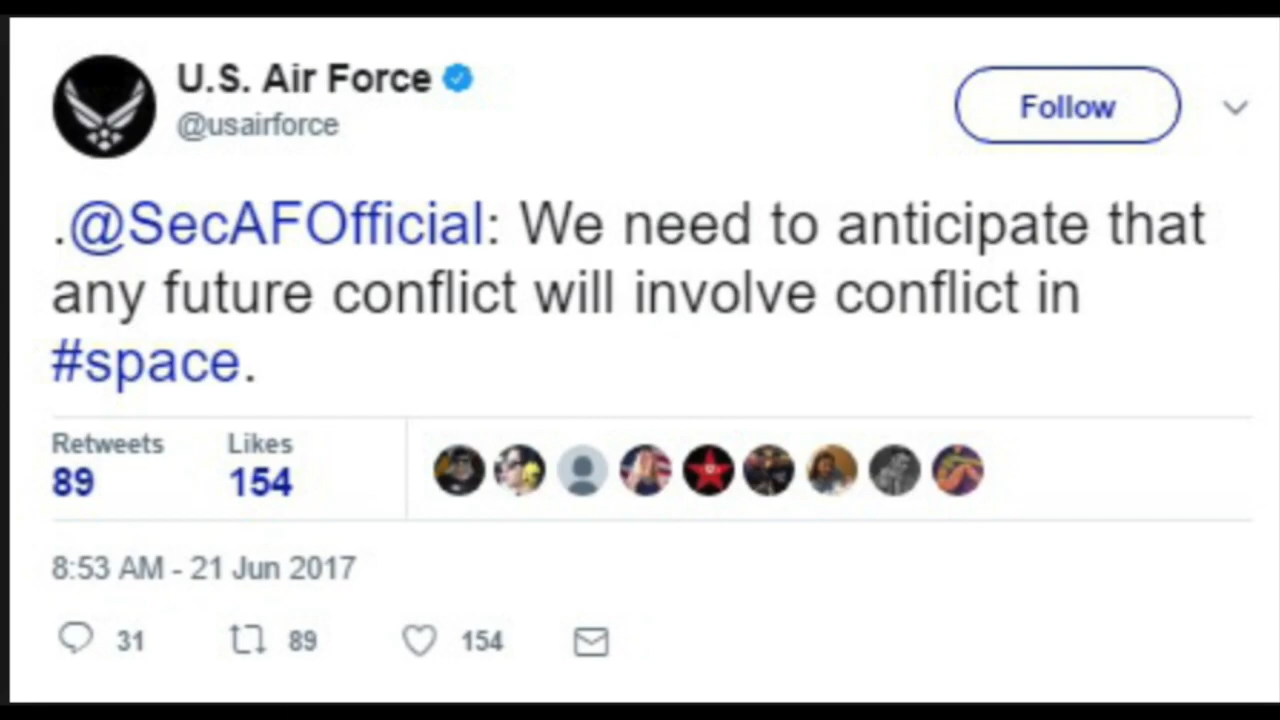 U.S. Air Force
@usairforce
Follow
.@SecAFOfficial: We need to anticipate that
any future conflict will involve conflict in
#space.
Retweets Likes
89 154
8:53 AM - 21 Jun 2017
31 89 154